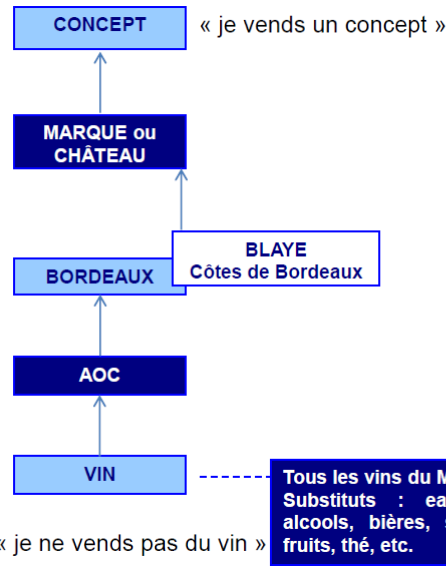 CONCEPT
« je vends un concept »
MARQUE ou
CHÂTEAU
BLAYE
Côtes de Bordeaux
BORDEAUX
AOC
VIN
Tous les vins du
Substituts :
alcools, bières,
fruits, thé, etc.
« je ne vends pas du vin »